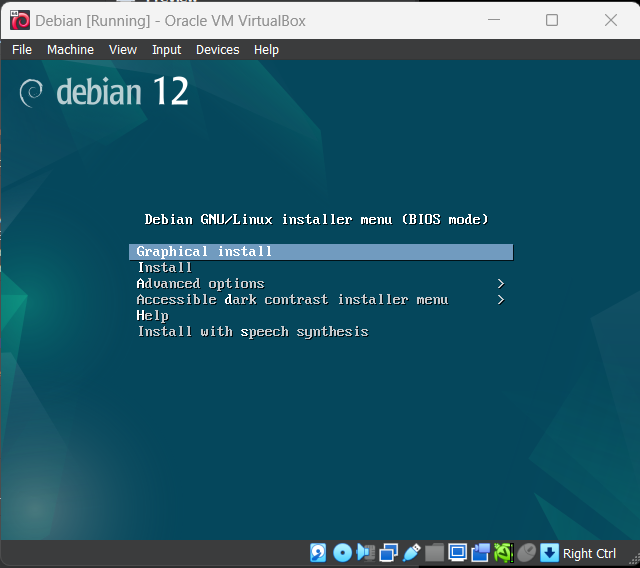 Debian [Running] - Oracle VM VirtualBox
File Machine View Input Devices Help
debian 12
Debian GNU/Linux installer menu (BIOS mode)
Graphical install
Install
Advanced options >
Accessible dark contrast installer menu >
Help
Install with speech synthesis
Right Ctrl